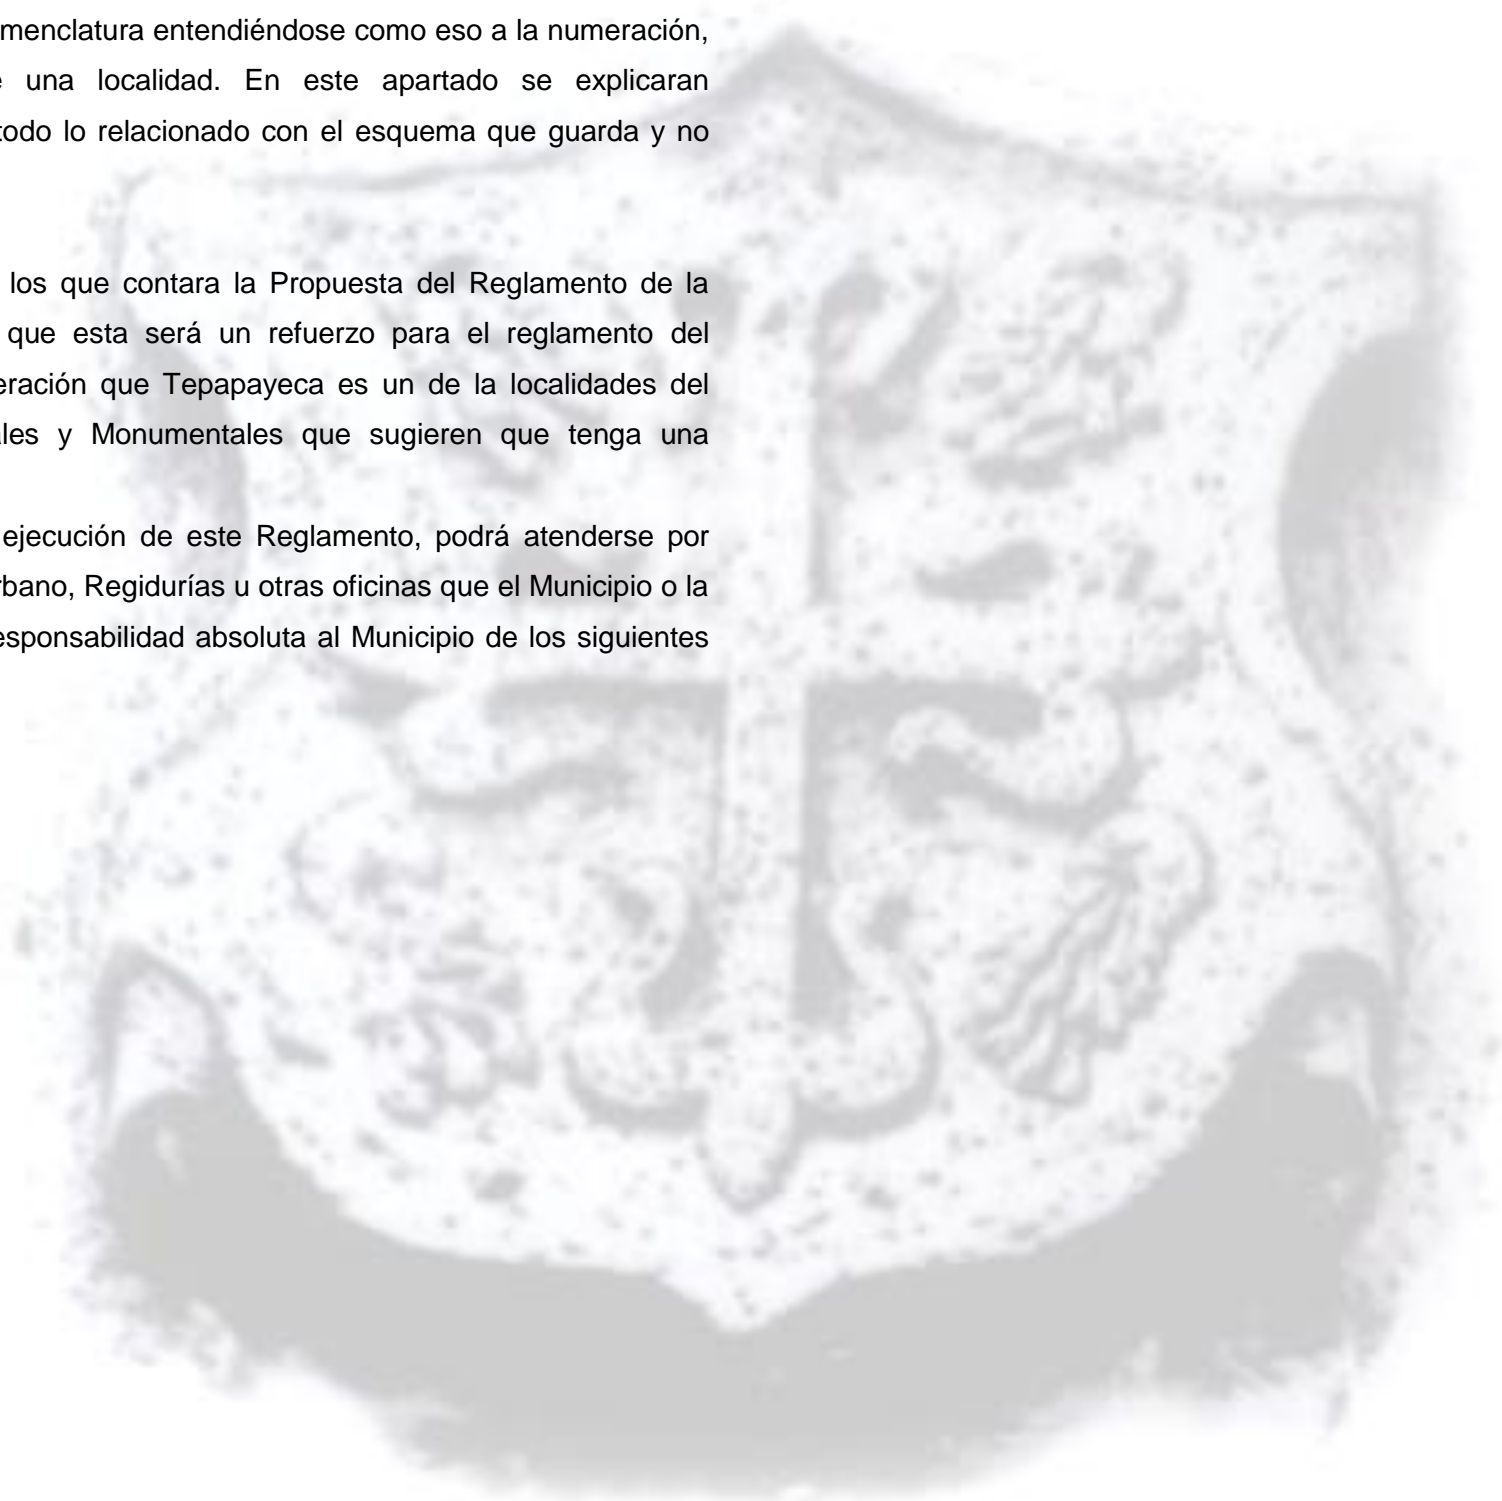 menclatura entendiéndose como eso a la numeración,
una localidad. En este apartado se explicaran
todo lo relacionado con el esquema que guarda y no
los que contara la Propuesta del Reglamento de la
que esta será un refuerzo para el reglamento del
eración que Tepapayeca es un de la localidades del
ales y Monumentales que sugieren que tenga una
ejecución de este Reglamento, podrá atenderse por
rbano, Regidurías u otras oficinas que el Municipio o la
esponsabilidad absoluta al Municipio de los siguientes